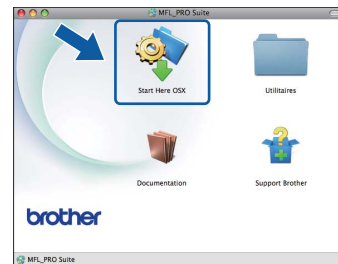 MFL_PRO Suite
Start Here OSX
Utilitaires
Documentation
Support Brother
brother
MFL_PRO Suite